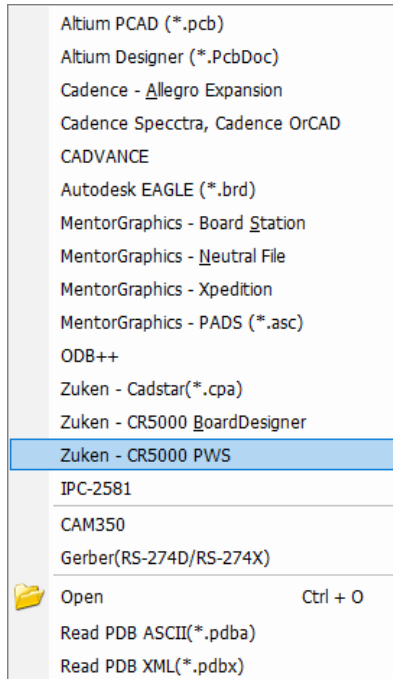 Altium PCAD (*.pcb)
Altium Designer (*.PcbDoc)
Cadence - Allegro Expansion
Cadence Specctra, Cadence OrCAD
CADVANCE
Autodesk EAGLE (*.brd)
MentorGraphics - Board Station
MentorGraphics - Neutral File
MentorGraphics - Xpedition
MentorGraphics - PADS (*.asc)
ODB++
Zuken - Cadstar(*.cpa)
Zuken - CR5000 BoardDesigner
Zuken - CR5000 PWS
IPC-2581
CAM350
Gerber(RS-274D/RS-274X)
Open Ctrl + O
Read PDB ASCII(*.pdba)
Read PDB XML(*.pdbx)